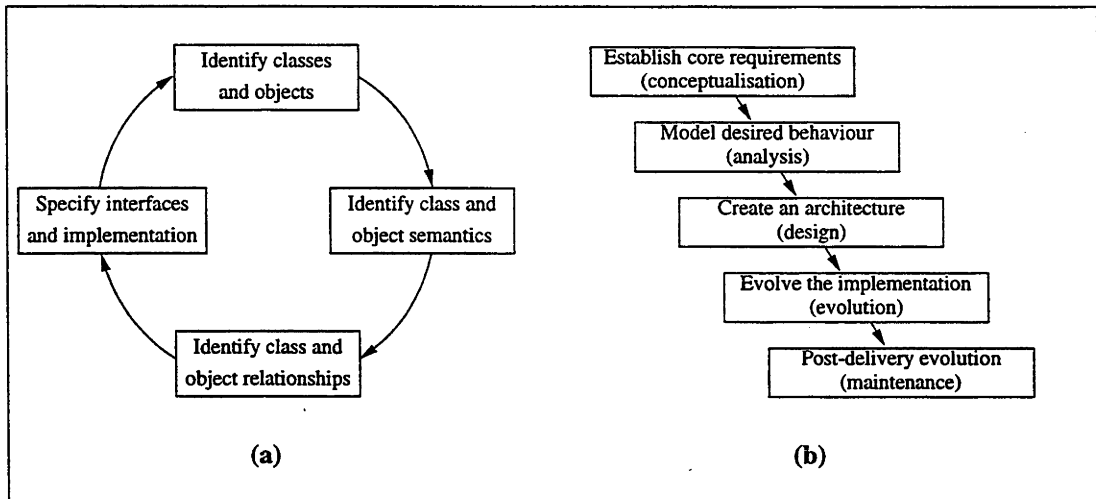 Identify classes
and objects
Identify class and
object semantics
Identify class and
object relationships
Specify interfaces
and implementation
(a)
Establish core requirements
(conceptualisation)
Model desired behaviour
(analysis)
Create an architecture
(design)
Evolve the implementation
(evolution)
Post-delivery evolution
(maintenance)
(b)